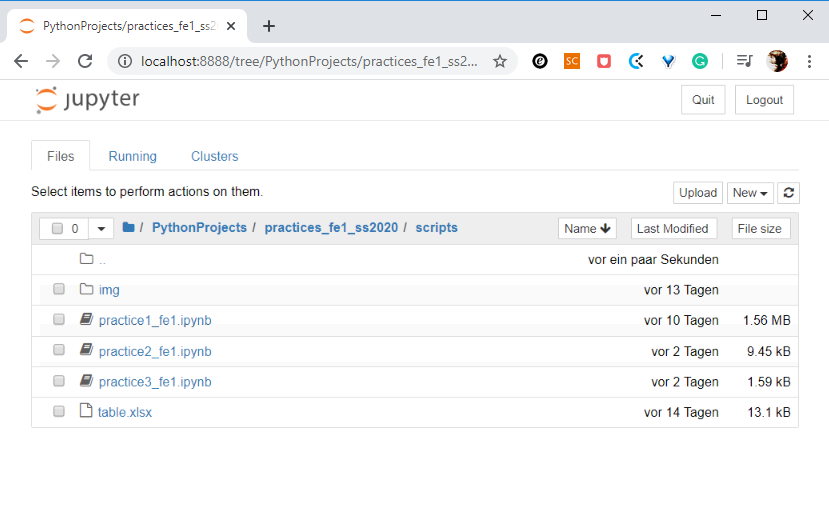 PythonProjects/practices_fe1_ss2
localhost:8888/tree/PythonProjects/practices_fe1_ss2...
SC
jupyter
Quit
Logout
Files
Running
Clusters
Select items to perform actions on them.
Upload
New
0
/ PythonProjects / practices_fe1_ss2020 / scripts
Name
Last Modified
File size
..
vor ein paar Sekunden
img
vor 13 Tagen
practice1_fe1.ipynb
vor 10 Tagen
1.56 MB
practice2_fe1.ipynb
vor 2 Tagen
9.45 kB
practice3_fe1.ipynb
vor 2 Tagen
1.59 kB
table.xlsx
vor 14 Tagen
13.1 kB